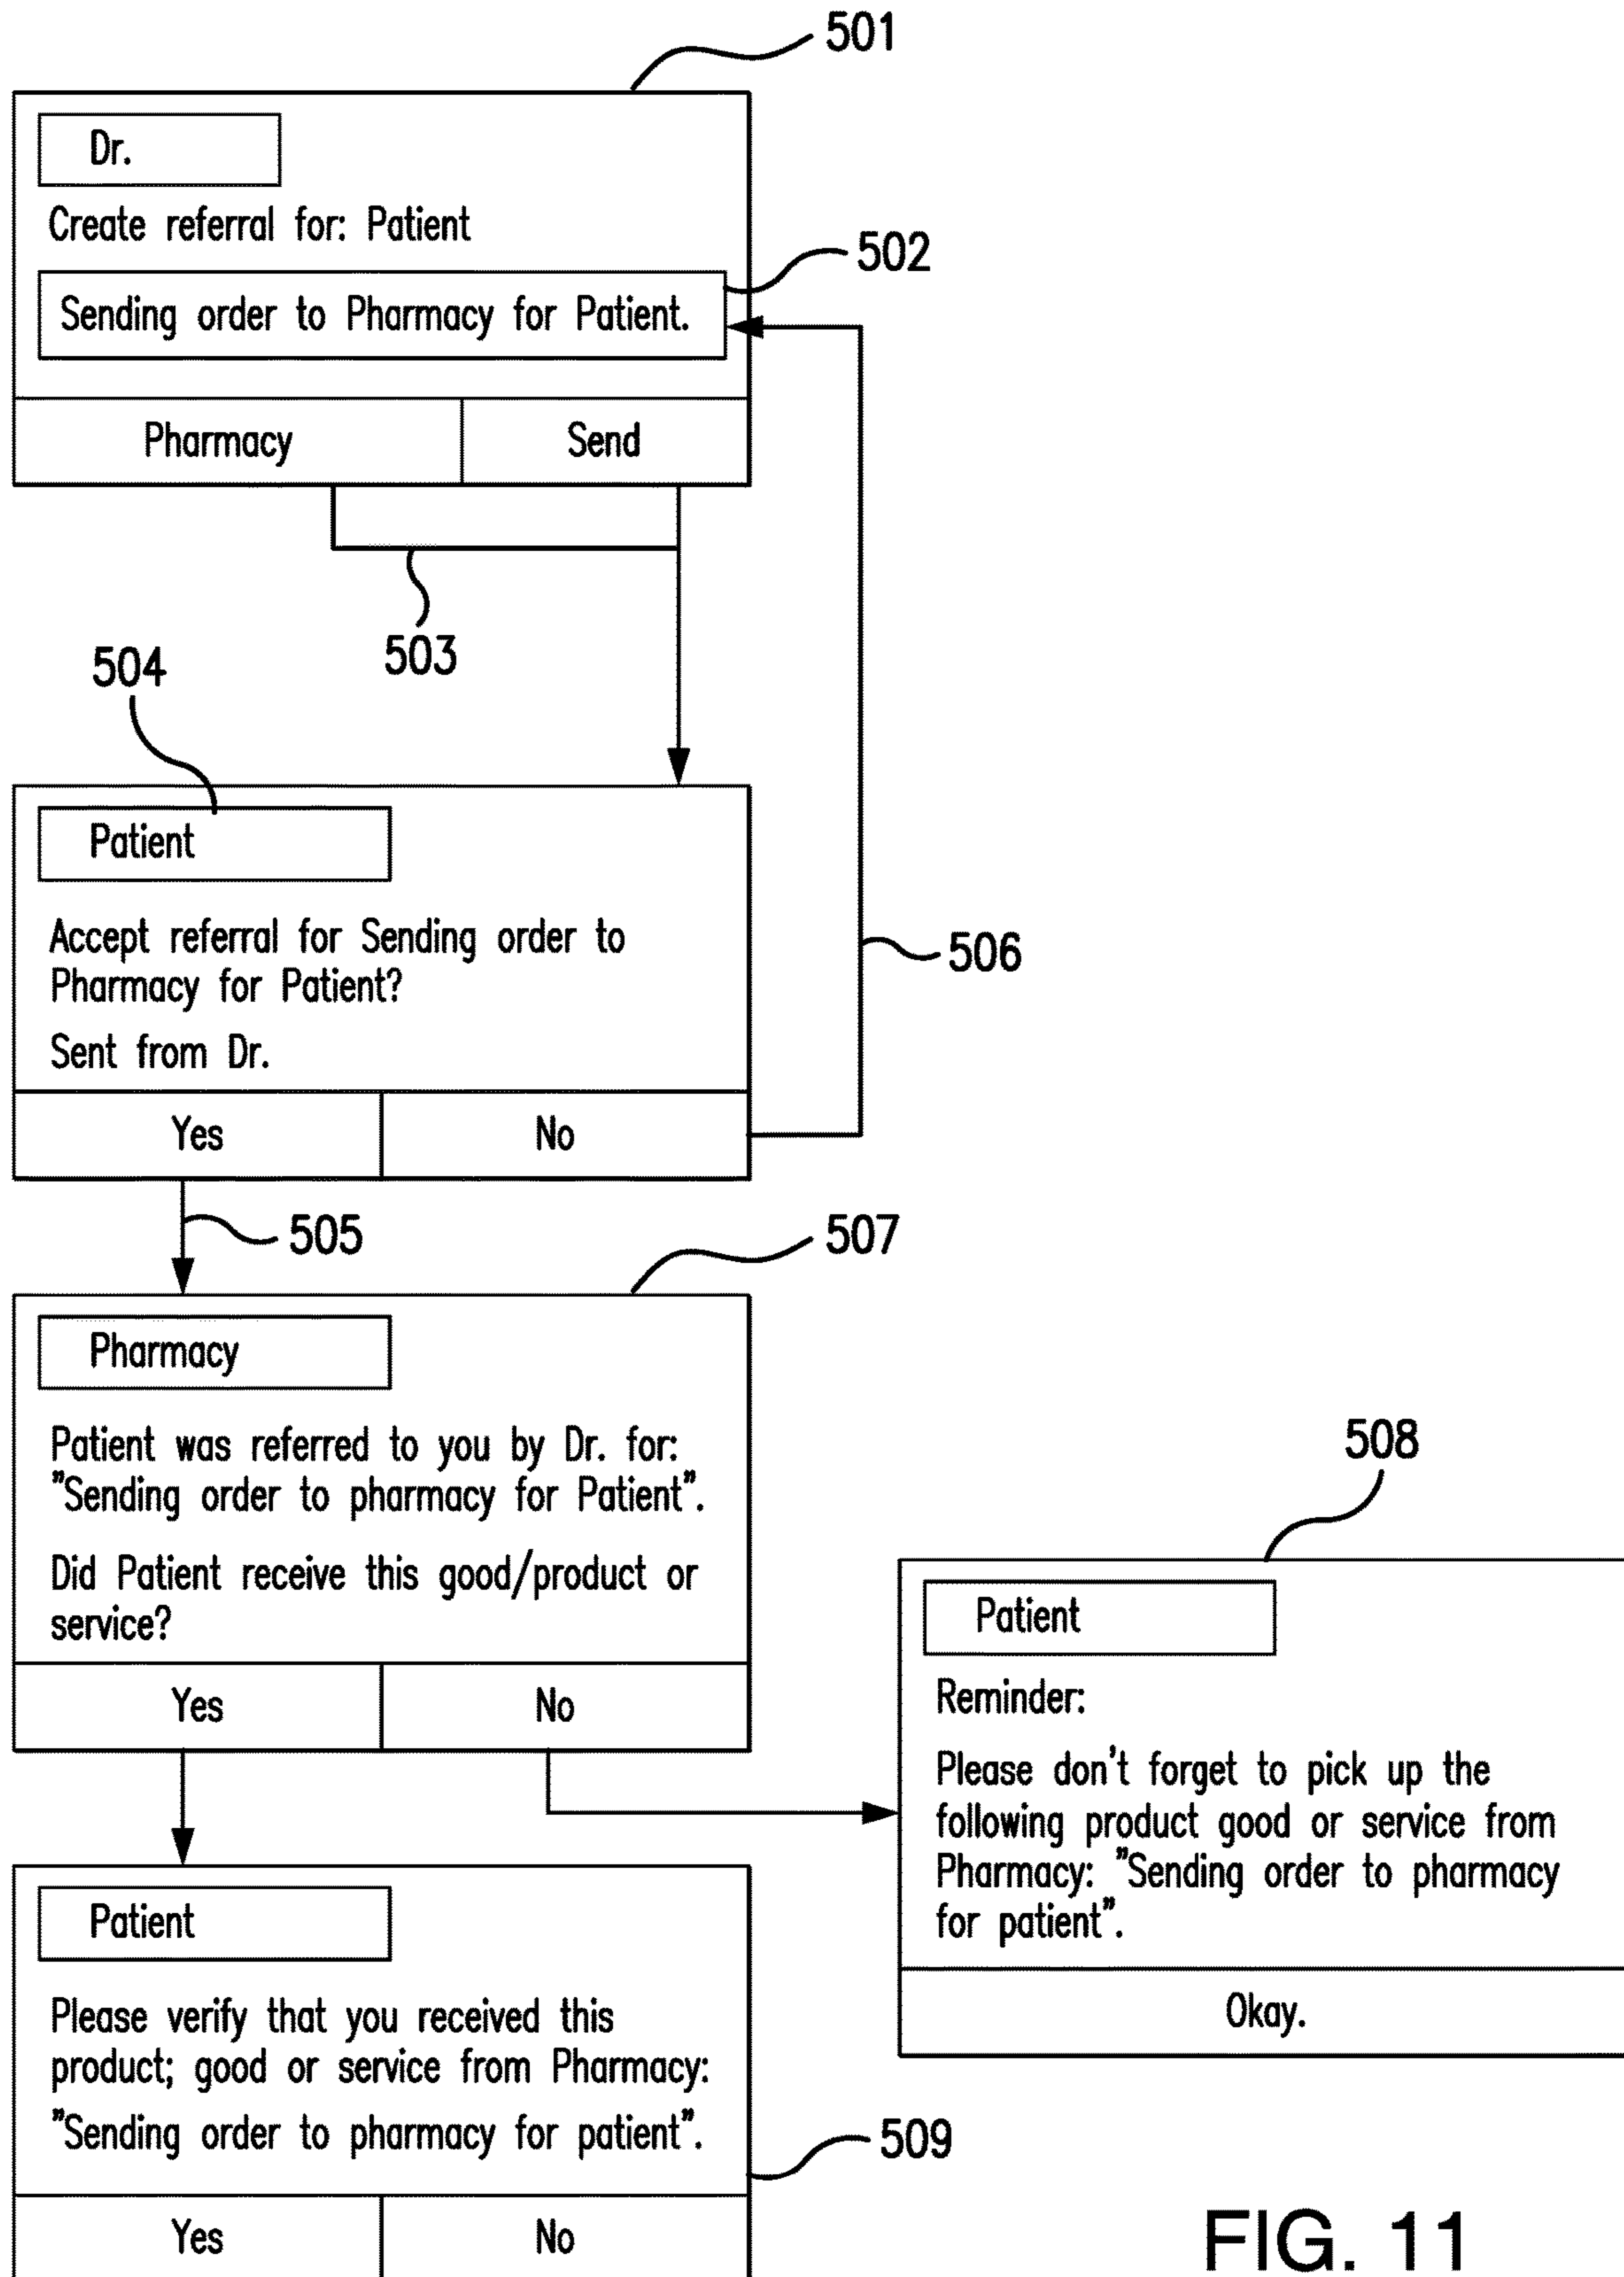 501
Dr.
Create referral for: Patient
502
Sending order to Pharmacy for Patient.
Pharmacy Send
503
504
Patient
Accept referral for Sending order to
Pharmacy for Patient?
Sent from Dr.
506
Yes No
505
507
Pharmacy
Patient was referred to you by Dr. for:
"Sending order to pharmacy for Patient".
Did Patient receive this good/product or
service?
Yes No
508
Patient
Reminder:
Please don't forget to pick up the
following product good or service from
Pharmacy: "Sending order to pharmacy
for patient".
Okay.
Patient
Please verify that you received this
product; good or service from Pharmacy:
"Sending order to pharmacy for patient".
509
Yes No
FIG. 11